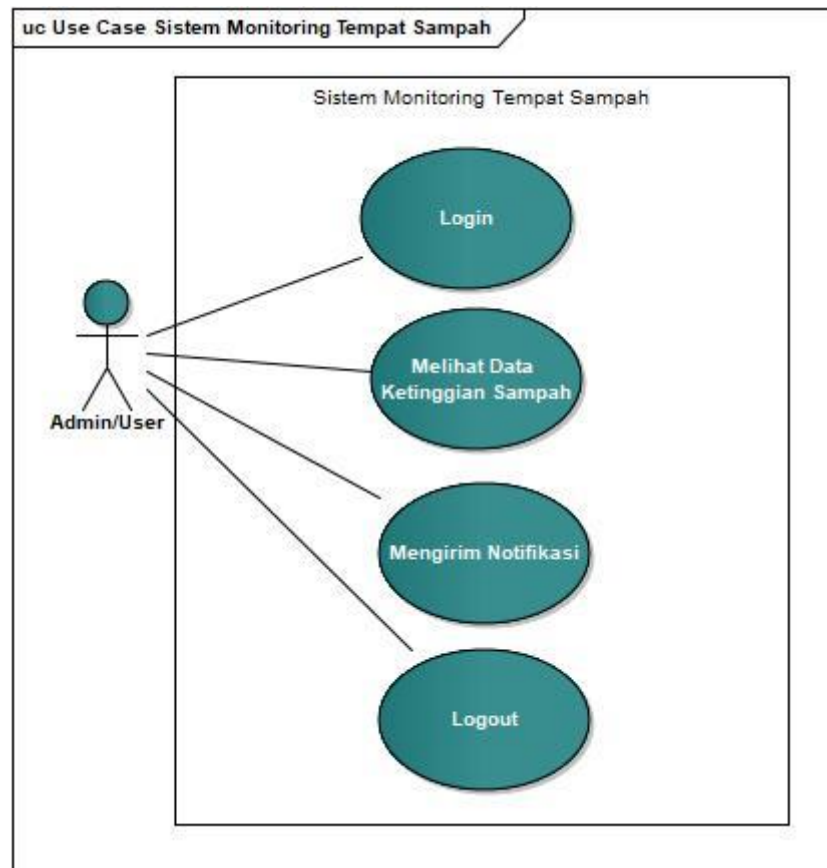 uc Use Case Sistem Monitoring Tempat Sampah
Sistem Monitoring Tempat Sampah
Login
Melihat Data
Ketinggian Sampah
Admin/User
Mengirim Notifikasi
Logout